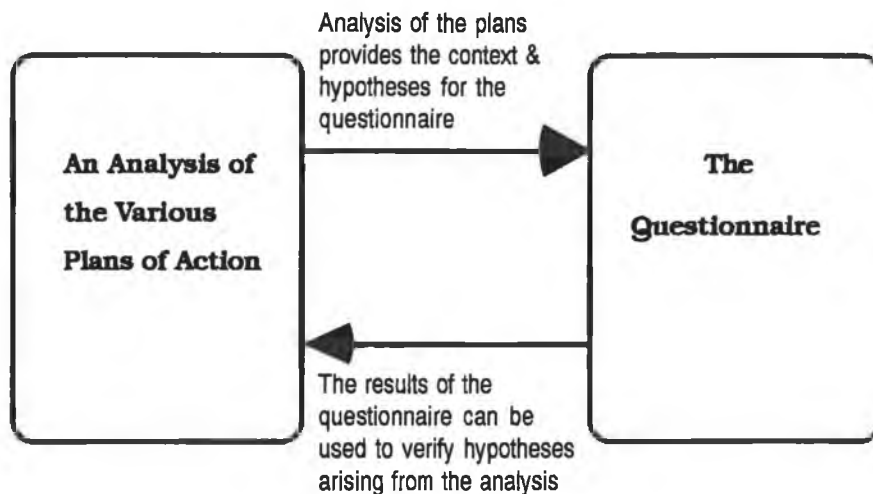 Analysis of the plans
provides the context &
hypotheses for the
questionnaire
An Analysis of
the Various
Plans of Action
The
Questionnaire
The results of the
questionnaire can be
used to verify hypotheses
arising from the analysis